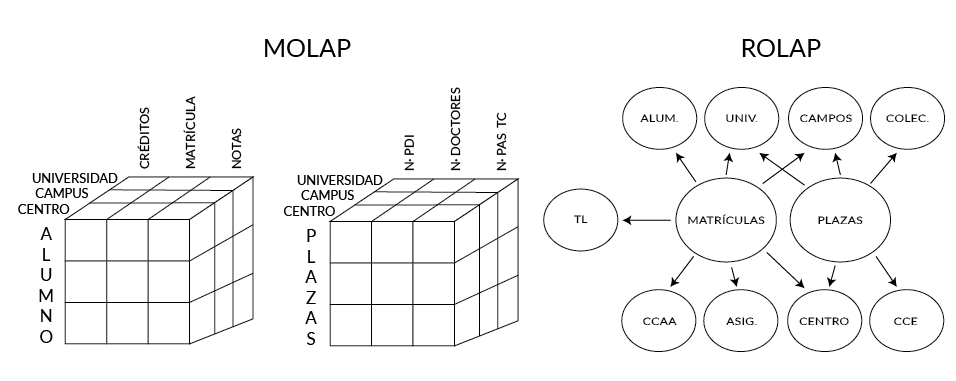 MOLAP
CRÉDITOS
MATRÍCULA
NOTAS
UNIVERSIDAD
CAMPUS
CENTRO
ALUMNO
N· PDI
N· DOCTORES
N· PAS TC
UNIVERSIDAD
CAMPUS
CENTRO
PLAZAS
ROLAP
ALUM.
UNIV.
CAMPOS
COLEC.
TL
MATRÍCULAS
PLAZAS
CCAA
ASIG.
CENTRO
CCE